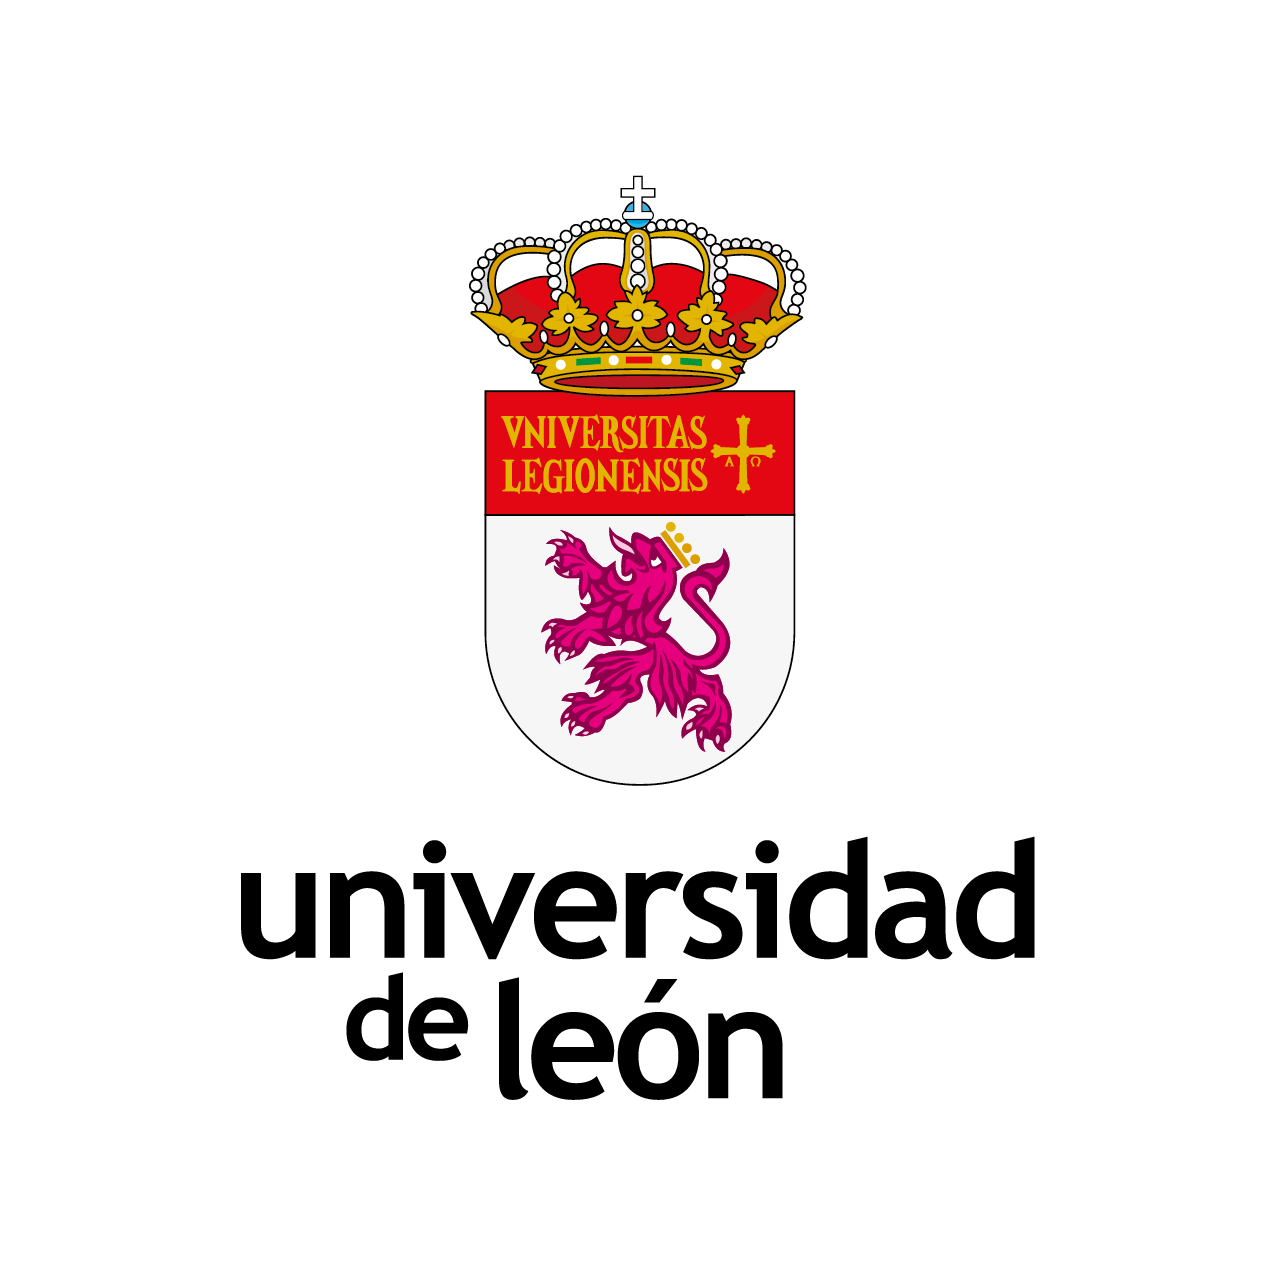 VNIVERSITAS
LEGIONENSIS
Α Ω
universidad
de león